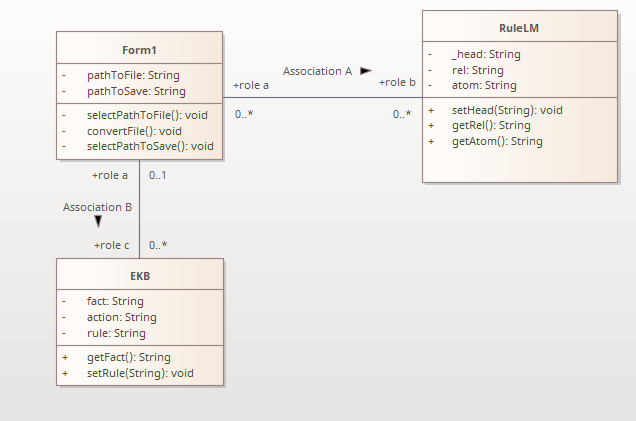 Form1
- pathToFile: String
- pathToSave: String
- selectPathToFile(): void
- convertFile(): void
- selectPathToSave(): void
+role a
Association A
+role b
0..*
0..*
RuleLM
- _head: String
- rel: String
- atom: String
+ setHead(String): void
+ getRel(): String
+ getAtom(): String
+role a
0..1
Association B
+role c
0..*
EKB
- fact: String
- action: String
- rule: String
+ getFact(): String
+ setRule(String): void